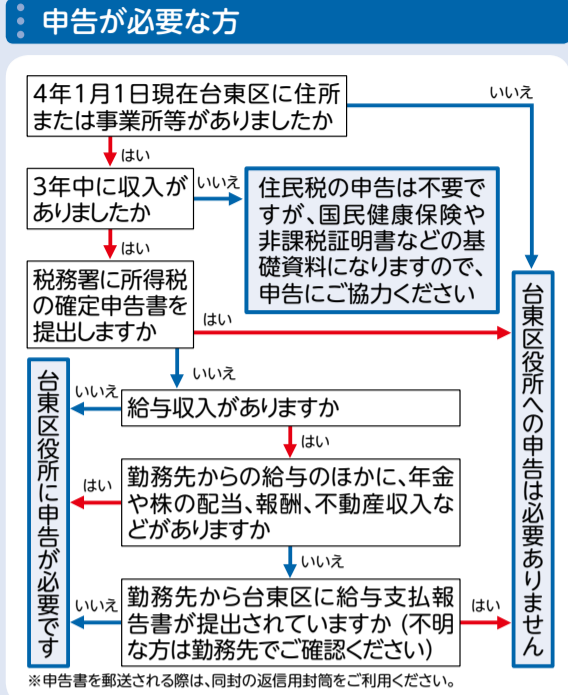 申告が必要な方
4年1月1日現在台東区に住所
または事業所等がありましたか
いいえ
はい
3年中に収入が
ありましたか
いいえ
住民税の申告は不要で
すが、国民健康保険や
非課税証明書などの基
礎資料になりますので、
申告にご協力ください
はい
税務署に所得税
の確定申告書を
提出しますか
はい
台東区役所への申告は必要ありません
いいえ
給与収入がありますか
いいえ
台東区役所に申告が必要です
はい
勤務先からの給与のほかに、年金
や株の配当、報酬、不動産収入な
どがありますか
はい
いいえ
勤務先から台東区に給与支払報
告書が提出されていますか(不明
な方は勤務先でご確認ください)
いいえ
はい
※申告書を郵送される際は、同封の返信用封筒をご利用ください。